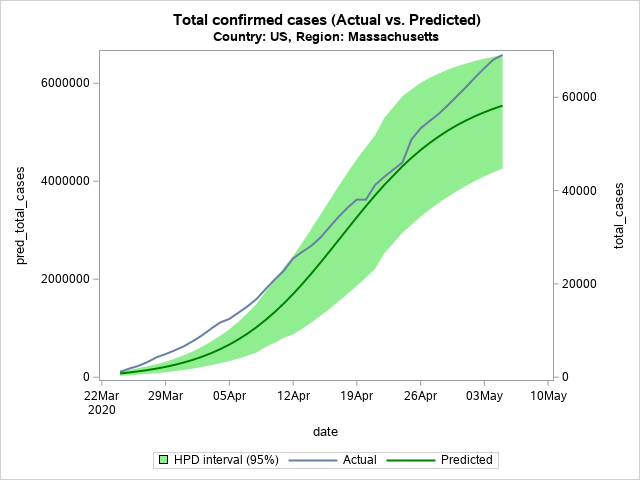 Total confirmed cases (Actual vs. Predicted)
Country: US, Region: Massachusetts
6000000
4000000
2000000
0
pred_total_cases
60000
40000
20000
0
total_cases
22Mar 29Mar 05Apr 12Apr 19Apr 26Apr 03May 10May
2020
date
HPD interval (95%) Actual Predicted